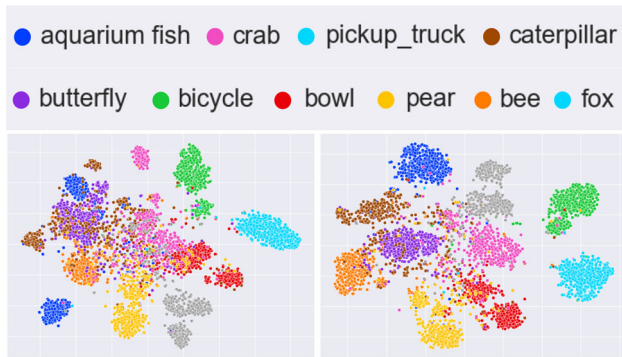 aquarium fish crab pickup_truck caterpillar
butterfly bicycle bowl pear bee fox